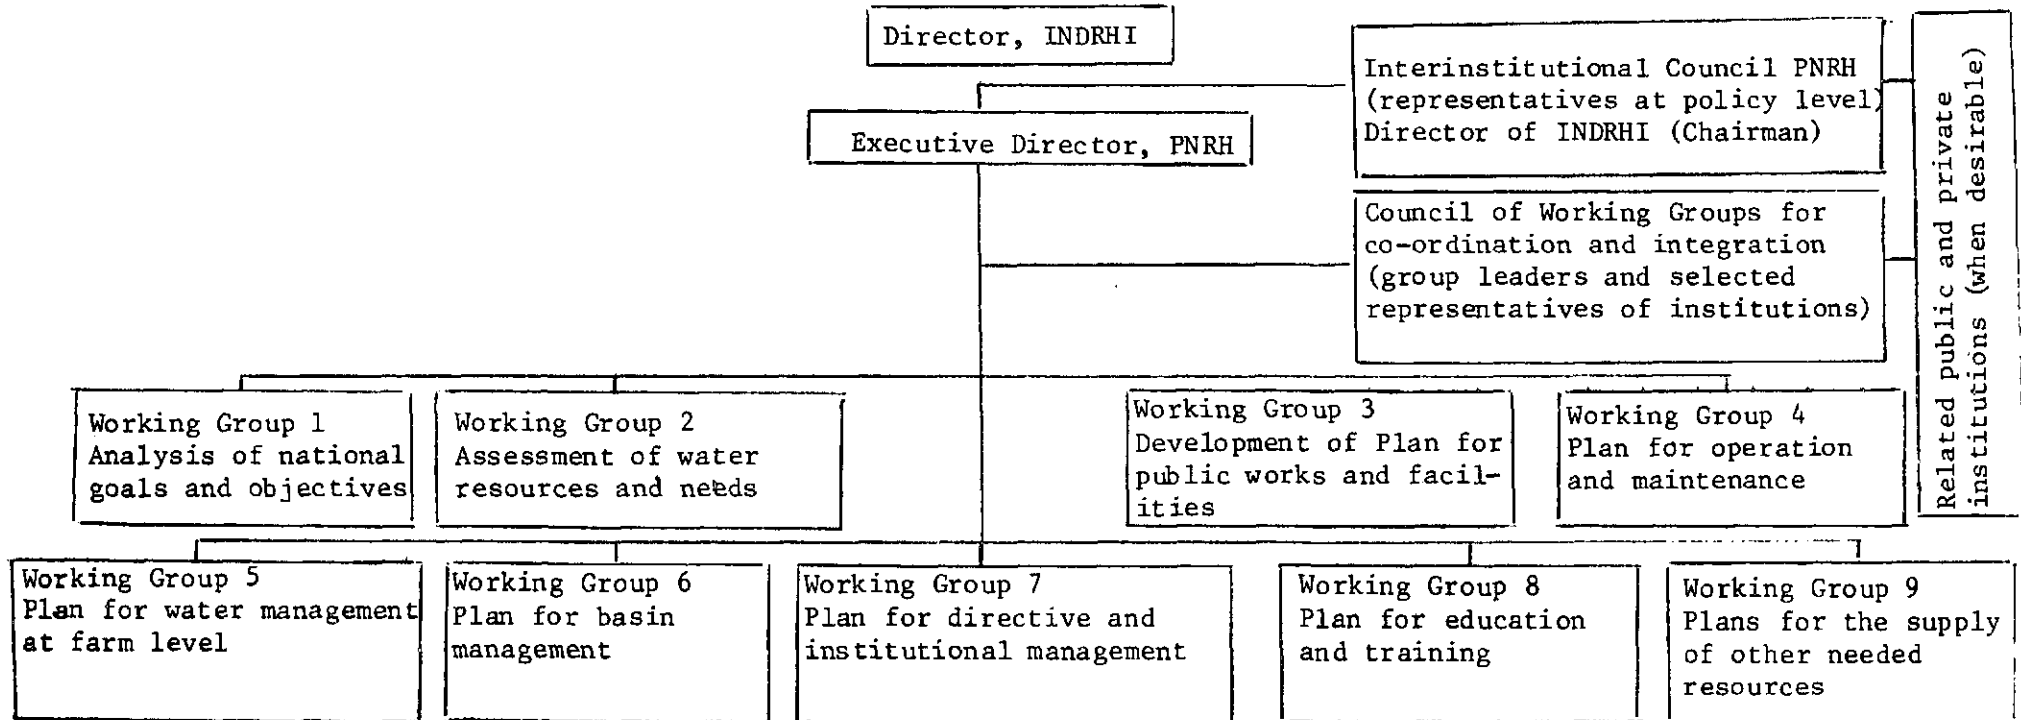 Director, INDRHI
Executive Director, PNRH
Interinstitutional Council PNRH
(representatives at policy level)
Director of INDRHI (Chairman)
Council of Working Groups for
co-ordination and integration
(group leaders and selected
representatives of institutions)
Related public and private
institutions (when desirable)
Working Group 1
Analysis of national
goals and objectives
Working Group 2
Assessment of water
resources and needs
Working Group 3
Development of Plan for
public works and facil-
ities
Working Group 4
Plan for operation
and maintenance
Working Group 5
Plan for water management
at farm level
Working Group 6
Plan for basin
management
Working Group 7
Plan for directive and
institutional management
Working Group 8
Plan for education
and training
Working Group 9
Plans for the supply
of other needed
resources